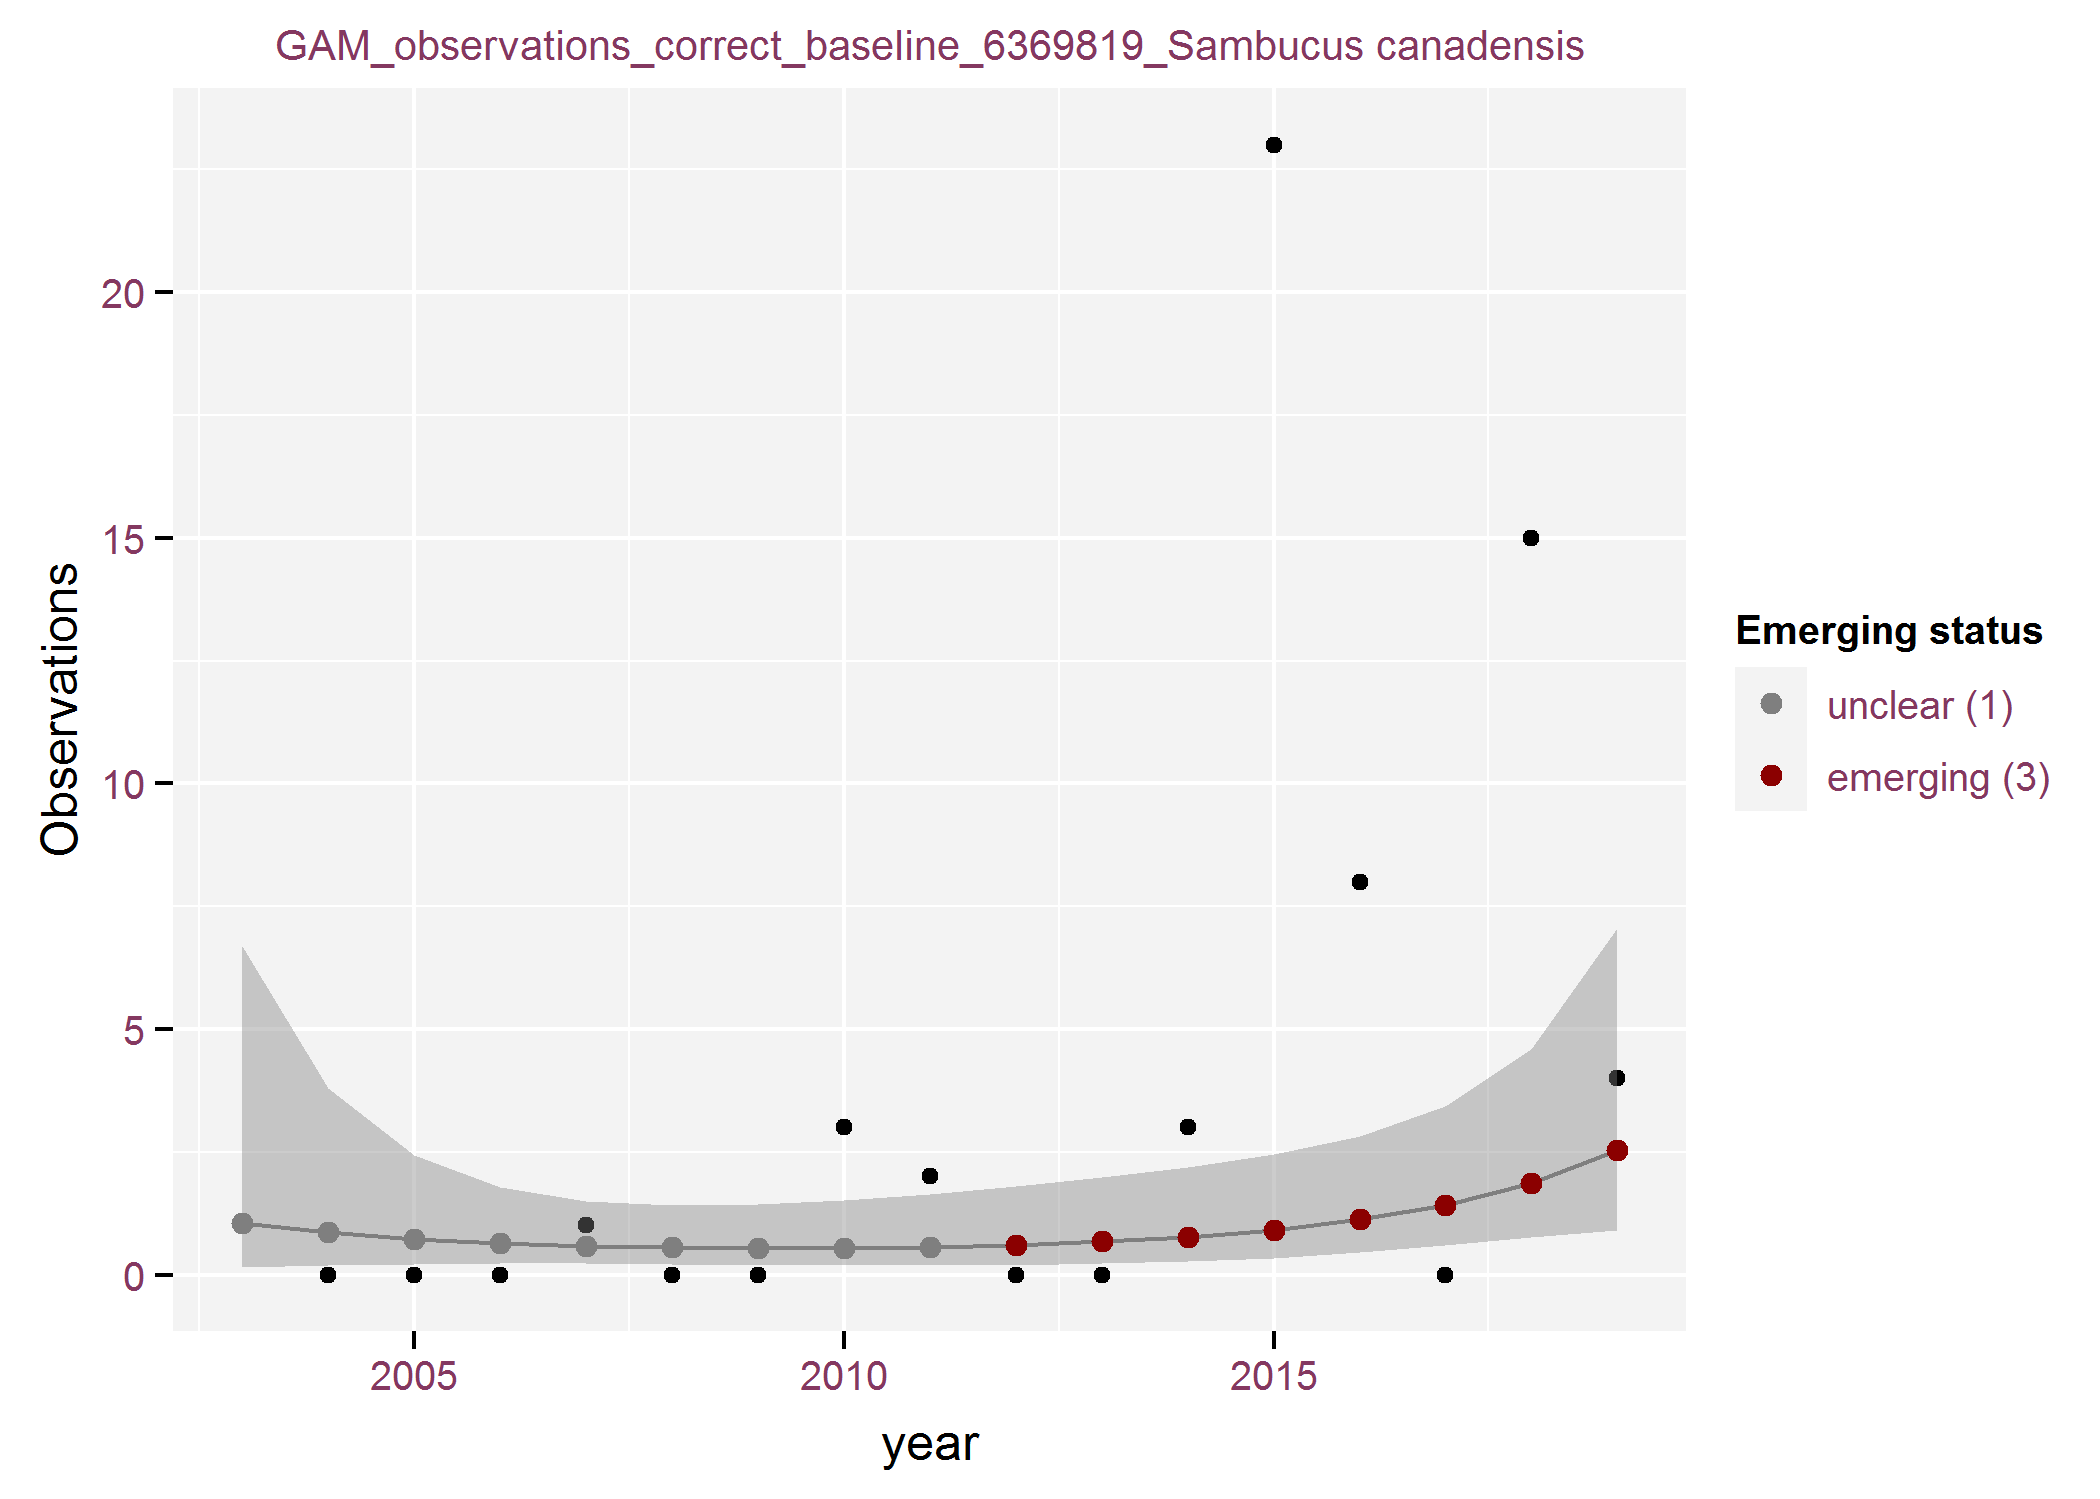 GAM_observations_correct_baseline_6369819_Sambucus canadensis
Observations
20
15
10
5
0
2005
2010
2015
year
Emerging status
unclear (1)
emerging (3)